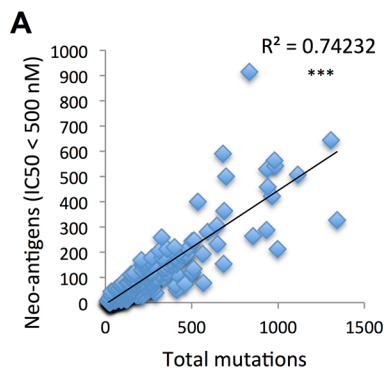 A
R² = 0.74232
***
Neo-antigens (IC50 < 500 nM)
1000
900
800
700
600
500
400
300
200
100
0
0 500 1000 1500
Total mutations